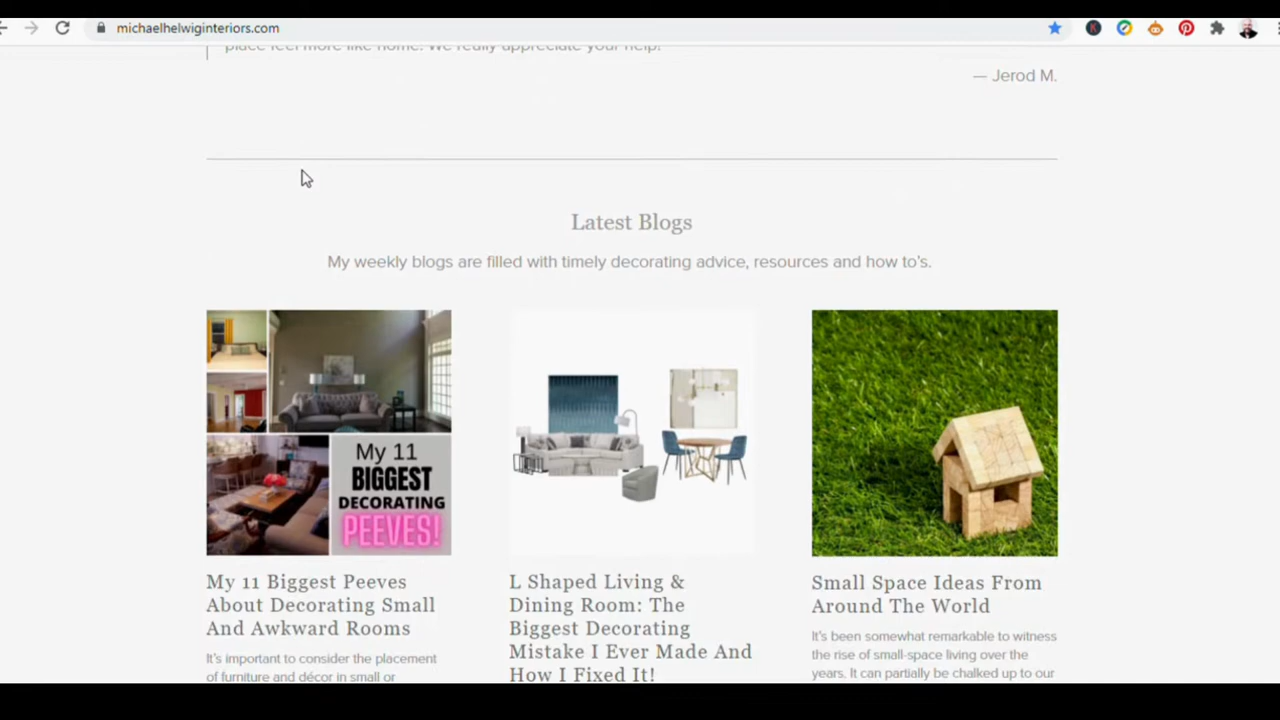 michaelhelwiginteriors.com
place feel more like home. We really appreciate your help!
— Jerod M.
Latest Blogs
My weekly blogs are filled with timely decorating advice, resources and how to's.
My 11
BIGGEST
DECORATING
PEEVES!
My 11 Biggest Peeves
About Decorating Small
And Awkward Rooms
It's important to consider the placement
of furniture and décor in small or
L Shaped Living &
Dining Room: The
Biggest Decorating
Mistake I Ever Made And
How I Fixed It!
Small Space Ideas From
Around The World
It's been somewhat remarkable to witness
the rise of small-space living over the
years. It can partially be chalked up to our